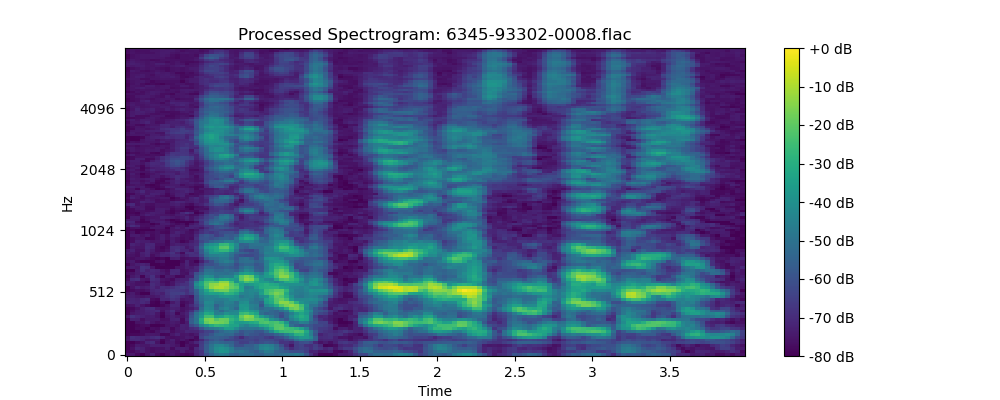 Processed Spectrogram: 6345-93302-0008.flac
Hz
4096
2048
1024
512
0
0
0.5
1
1.5
2
2.5
3
3.5
Time
+0 dB
-10 dB
-20 dB
-30 dB
-40 dB
-50 dB
-60 dB
-70 dB
-80 dB